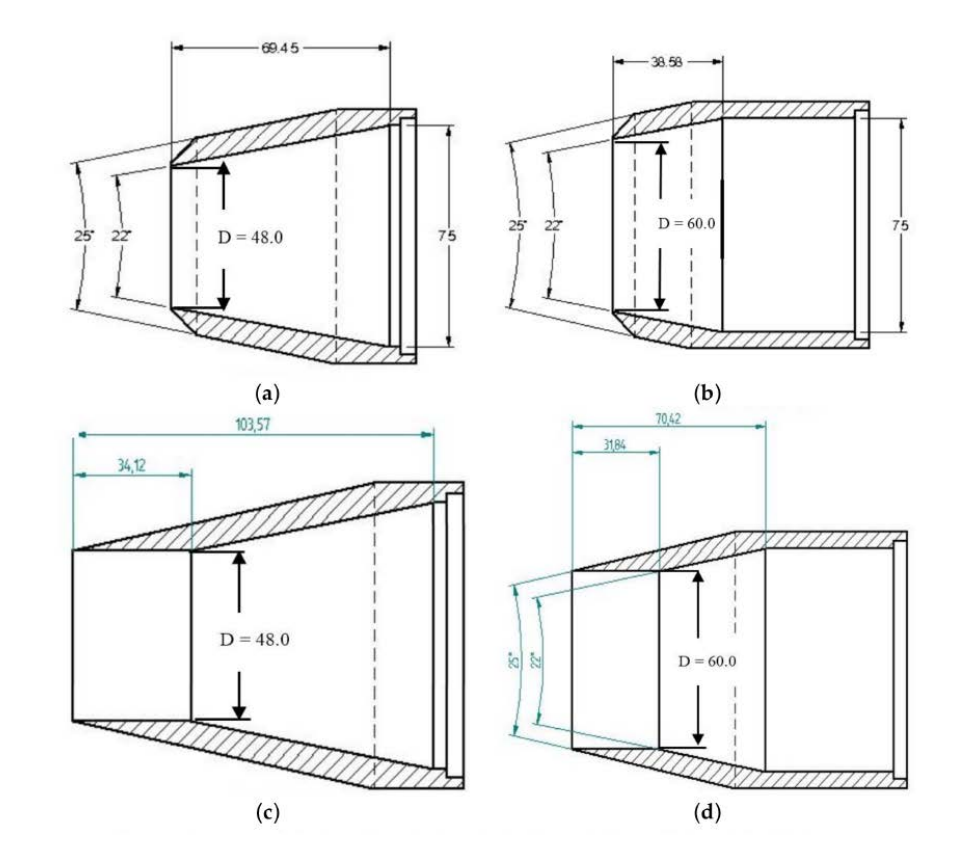 69.45
25°
22°
D = 48.0
75
(a)
38.58
25°
22°
D = 60.0
75
(b)
103,57
34,12
D = 48.0
(c)
70,42
31,84
25°
22°
D = 60.0
(d)